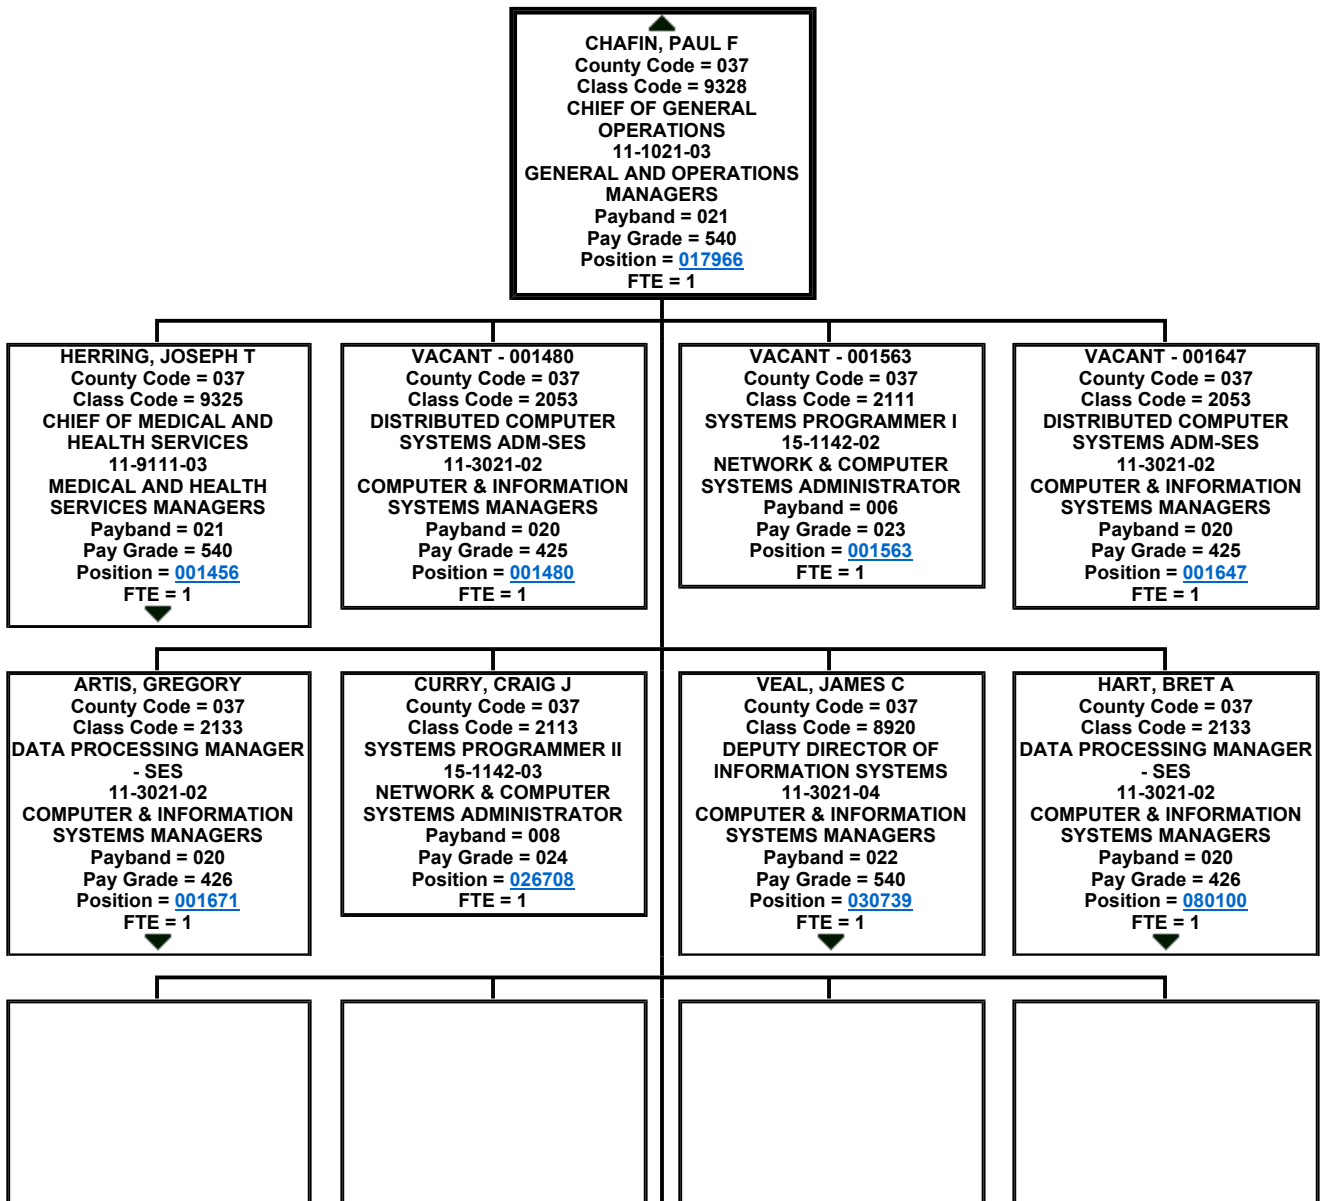 CHAFIN, PAUL F
County Code = 037
Class Code = 9328
CHIEF OF GENERAL
OPERATIONS
11-1021-03
GENERAL AND OPERATIONS
MANAGERS
Payband = 021
Pay Grade = 540
Position = 017966
FTE = 1
HERRING, JOSEPH T
County Code = 037
Class Code = 9325
CHIEF OF MEDICAL AND
HEALTH SERVICES
11-9111-03
MEDICAL AND HEALTH
SERVICES MANAGERS
Payband = 021
Pay Grade = 540
Position = 001456
FTE = 1
VACANT - 001480
County Code = 037
Class Code = 2053
DISTRIBUTED COMPUTER
SYSTEMS ADM-SES
11-3021-02
COMPUTER & INFORMATION
SYSTEMS MANAGERS
Payband = 020
Pay Grade = 425
Position = 001480
FTE = 1
VACANT - 001563
County Code = 037
Class Code = 2111
SYSTEMS PROGRAMMER I
15-1142-02
NETWORK & COMPUTER
SYSTEMS ADMINISTRATOR
Payband = 006
Pay Grade = 023
Position = 001563
FTE = 1
VACANT - 001647
County Code = 037
Class Code = 2053
DISTRIBUTED COMPUTER
SYSTEMS ADM-SES
11-3021-02
COMPUTER & INFORMATION
SYSTEMS MANAGERS
Payband = 020
Pay Grade = 425
Position = 001647
FTE = 1
ARTIS, GREGORY
County Code = 037
Class Code = 2133
DATA PROCESSING MANAGER
- SES
11-3021-02
COMPUTER & INFORMATION
SYSTEMS MANAGERS
Payband = 020
Pay Grade = 426
Position = 001671
FTE = 1
CURRY, CRAIG J
County Code = 037
Class Code = 2113
SYSTEMS PROGRAMMER II
15-1142-03
NETWORK & COMPUTER
SYSTEMS ADMINISTRATOR
Payband = 008
Pay Grade = 024
Position = 026708
FTE = 1
VEAL, JAMES C
County Code = 037
Class Code = 8920
DEPUTY DIRECTOR OF
INFORMATION SYSTEMS
11-3021-04
COMPUTER & INFORMATION
SYSTEMS MANAGERS
Payband = 022
Pay Grade = 540
Position = 030739
FTE = 1
HART, BRET A
County Code = 037
Class Code = 2133
DATA PROCESSING MANAGER
- SES
11-3021-02
COMPUTER & INFORMATION
SYSTEMS MANAGERS
Payband = 020
Pay Grade = 426
Position = 080100
FTE = 1